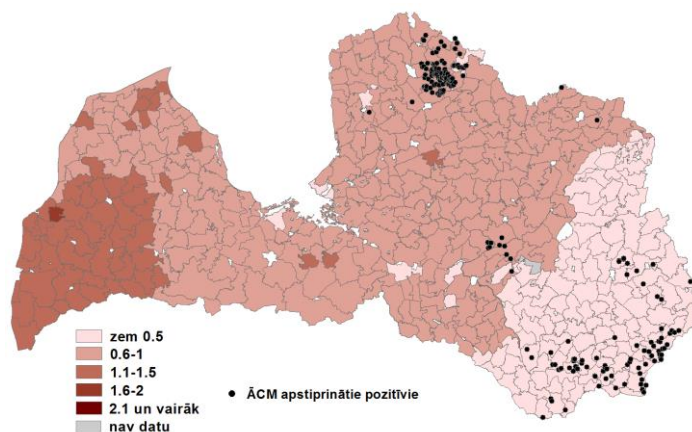 zem 0.5
0.6-1
1.1-1.5
1.6-2
2.1 un vairāk
nav datu
ĀCM apstiprinātie pozitīvie